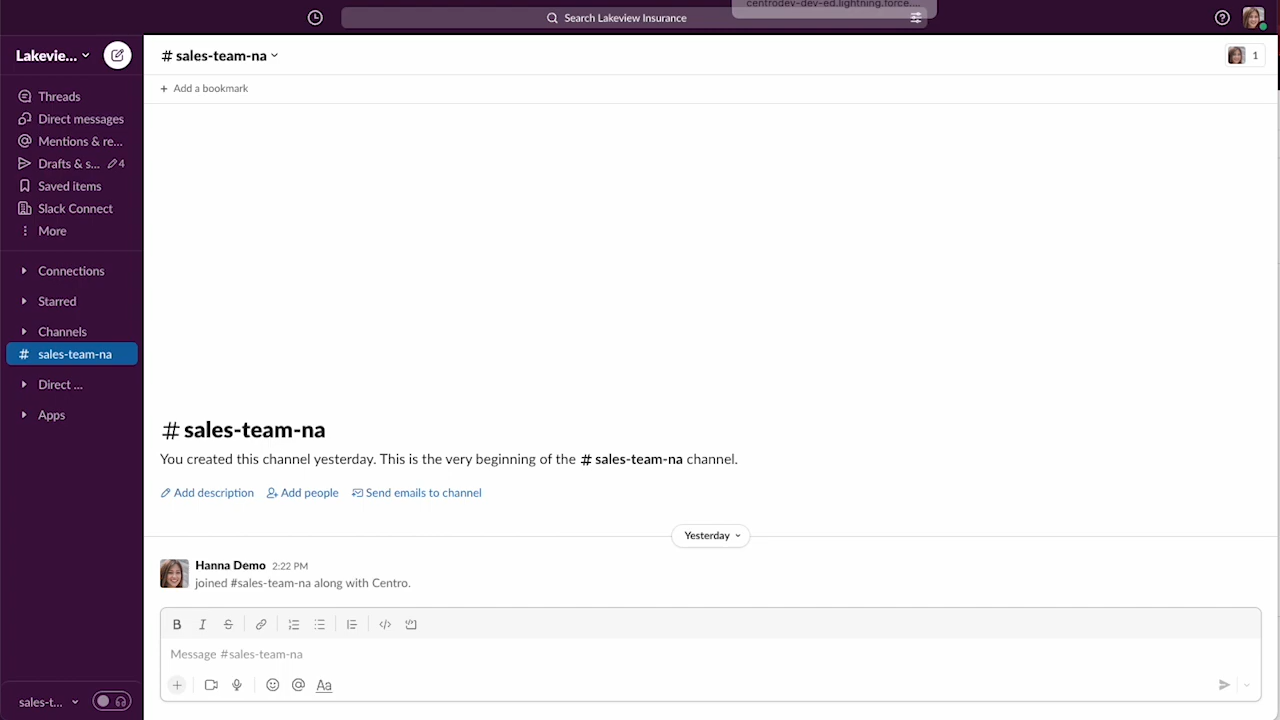 centrodev-dev-ed.lightning.force....
Search Lakeview Insurance
Lakevie...
# sales-team-na
1
+ Add a bookmark
Threads
Direct messages
Mentions & re...
Drafts & s... 4
Saved items
Slack Connect
More
Connections
Starred
Channels
# sales-team-na
Direct ...
Apps
# sales-team-na
You created this channel yesterday. This is the very beginning of the # sales-team-na channel.
Add description Add people Send emails to channel
Yesterday
Hanna Demo 2:22 PM
joined #sales-team-na along with Centro.
B I S
Message #sales-team-na
Aa
sales-t...